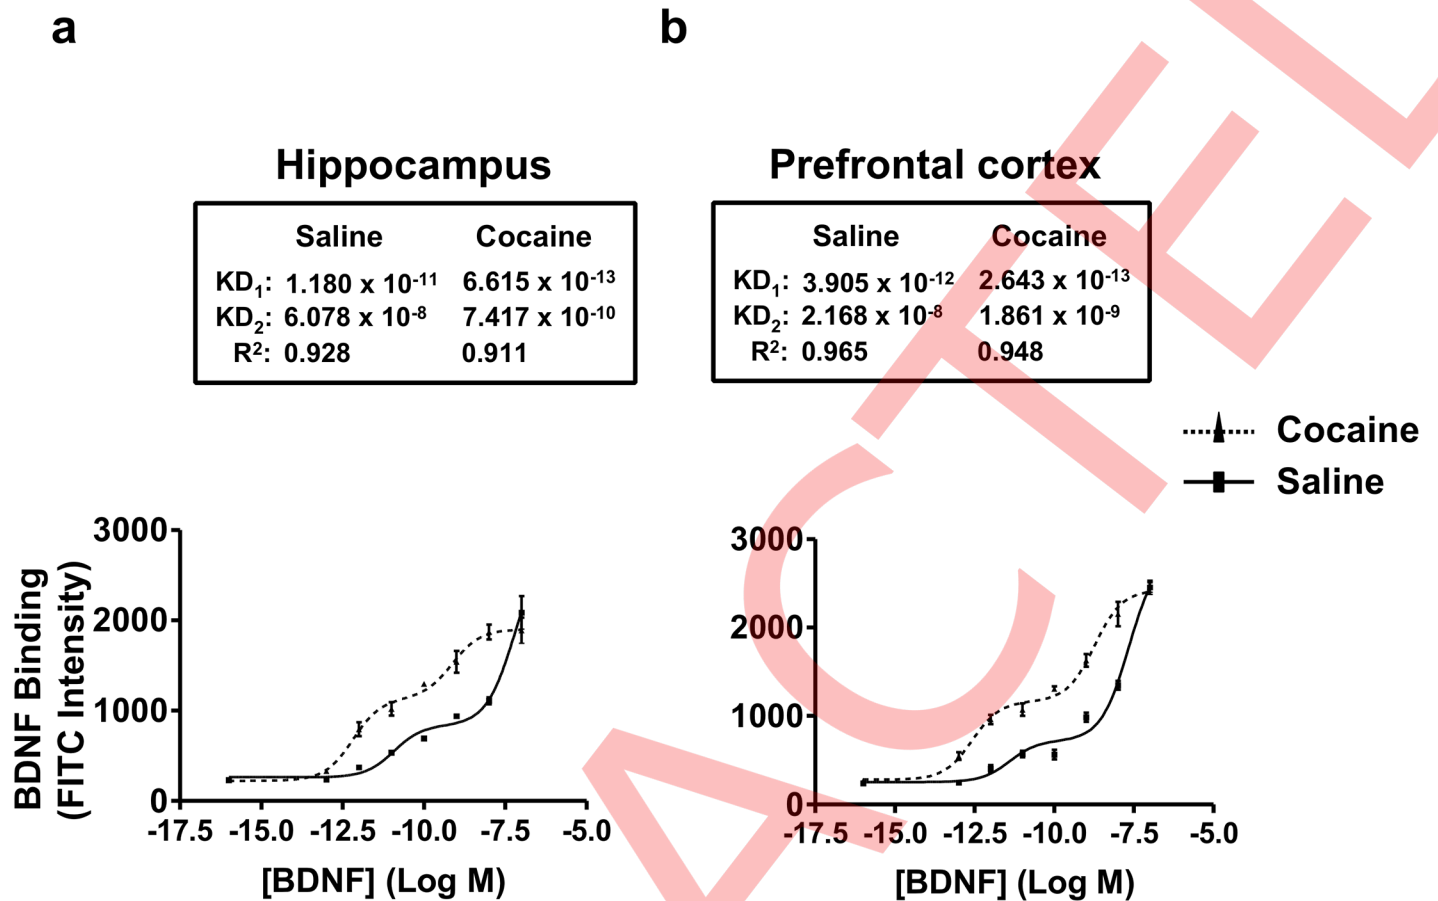 a
b
Hippocampus
Saline Cocaine
KD1: 1.180 x 10-11 6.615 x 10-13
KD2: 6.078 x 10-8 7.417 x 10-10
R2: 0.928 0.911
Prefrontal cortex
Saline Cocaine
KD1: 3.905 x 10-12 2.643 x 10-13
KD2: 2.168 x 10-8 1.861 x 10-9
R2: 0.965 0.948
Cocaine
Saline
BDNF Binding
(FITC Intensity)
3000
2000
1000
0
-17.5 -15.0 -12.5 -10.0 -7.5 -5.0
[BDNF] (Log M)
3000
2000
1000
0
-17.5 -15.0 -12.5 -10.0 -7.5 -5.0
[BDNF] (Log M)
ACTE